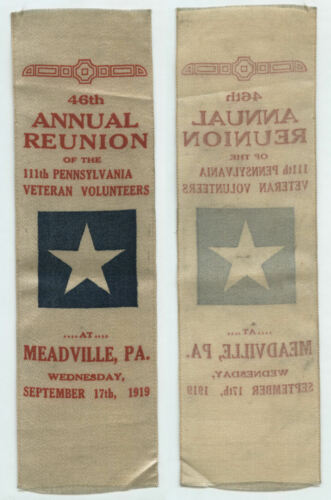 46th
ANNUAL
REUNION
OF THE
111th PENNSYLVANIA
VETERAN VOLUNTEERS
....AT....
MEADVILLE, PA.
WEDNESDAY,
SEPTEMBER 17th, 1919
46th
ANNUAL
REUNION
OF THE
111th PENNSYLVANIA
VETERAN VOLUNTEERS
....AT....
MEADVILLE, PA.
WEDNESDAY,
SEPTEMBER 17th, 1919